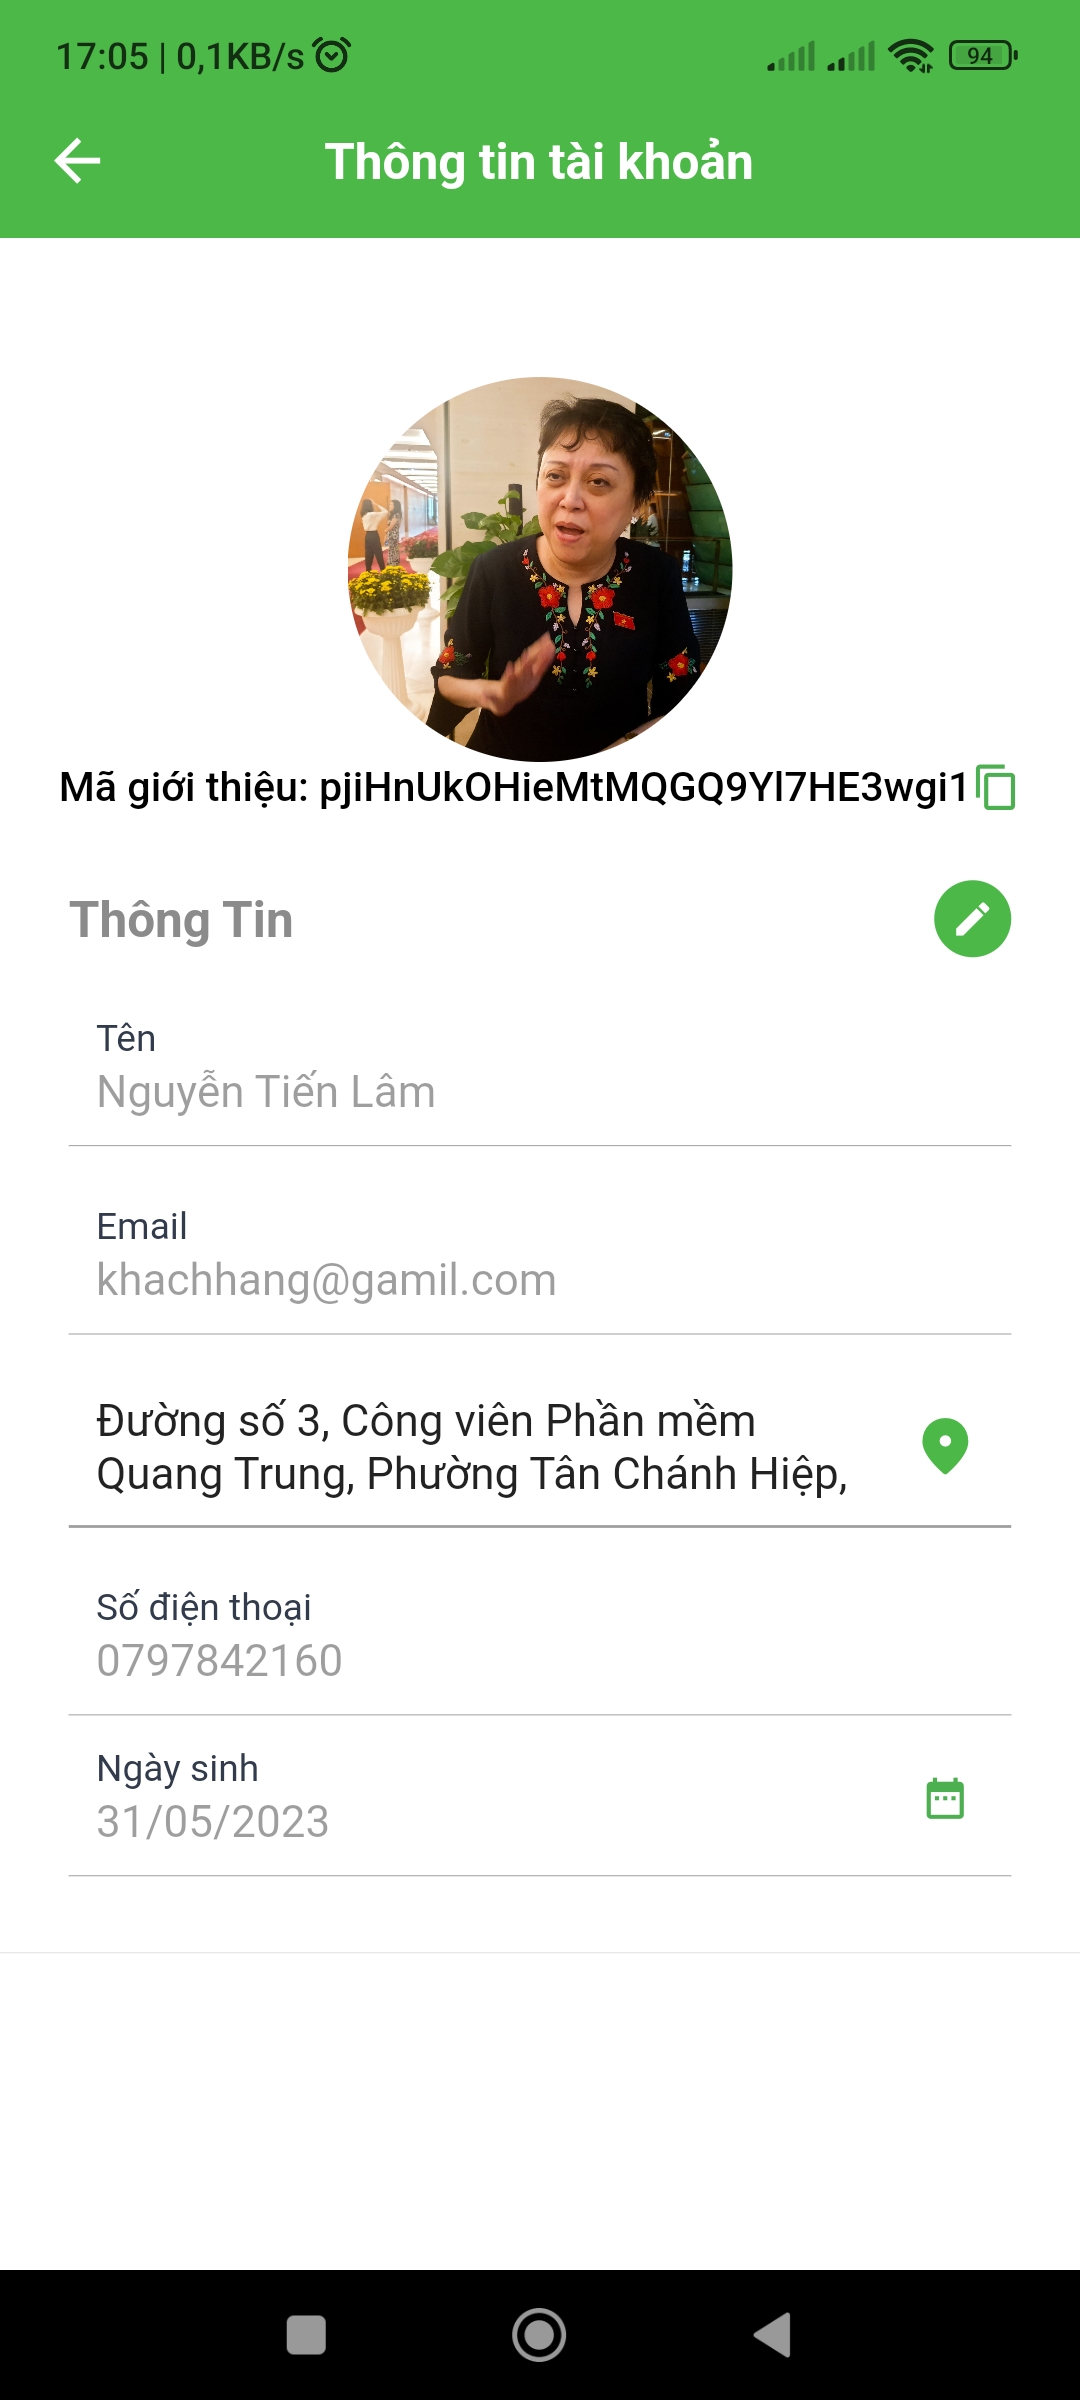 17:05 | 0,1KB/s
94
Thông tin tài khoản
Mã giới thiệu: pjiHnUkOHieMtMQGQ9Yl7HE3wgi1
Thông Tin
Tên
Nguyễn Tiến Lâm
Email
khachhang@gamil.com
Đường số 3, Công viên Phần mềm
Quang Trung, Phường Tân Chánh Hiệp,
Số điện thoại
0797842160
Ngày sinh
31/05/2023